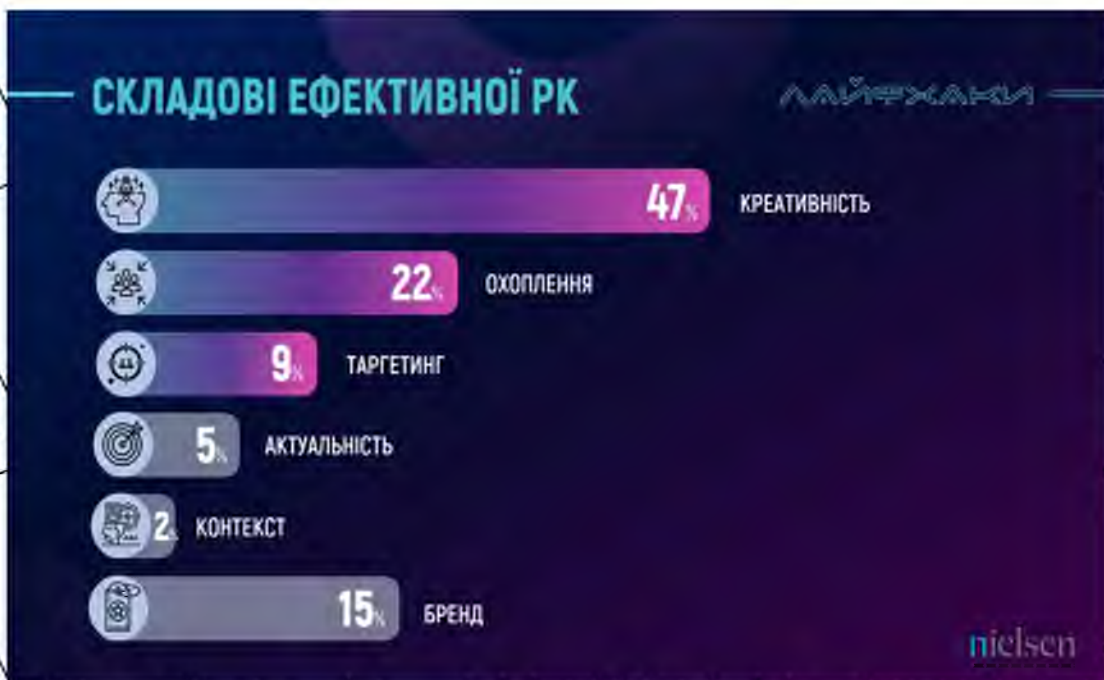 СКЛАДОВІ ЕФЕКТИВНОЇ РК
ЛАЙФХАКИ
47% КРЕАТИВНІСТЬ
22% ОХОПЛЕННЯ
9% ТАРГЕТИНГ
5% АКТУАЛЬНІСТЬ
2% КОНТЕКСТ
15% БРЕНД
nielsen